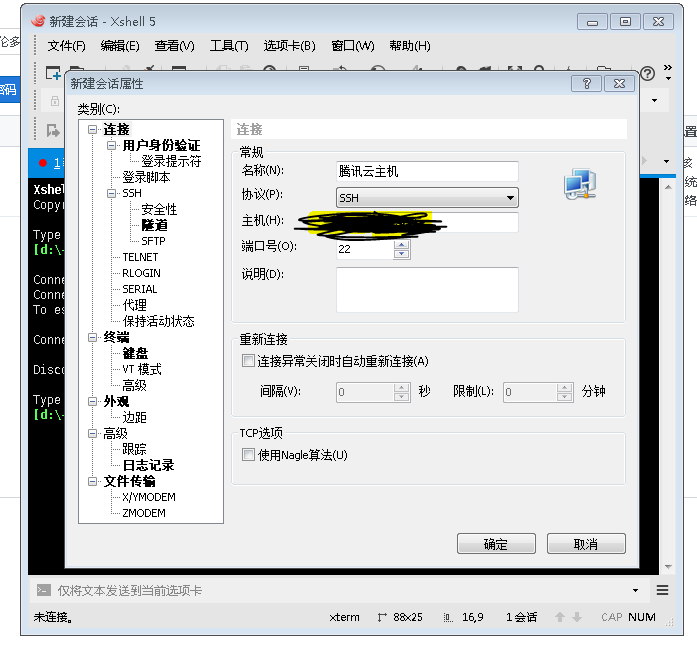 新建会话 - Xshell 5
文件(F) 编辑(E) 查看(V) 工具(T) 选项卡(B) 窗口(W) 帮助(H)
密码
新建会话属性
类别(C):
连接
用户身份验证
登录提示符
登录脚本
SSH
安全性
隧道
SFTP
TELNET
RLOGIN
SERIAL
代理
保持活动状态
终端
键盘
VT 模式
高级
外观
边距
高级
跟踪
日志记录
文件传输
X/YMODEM
ZMODEM
连接
常规
名称(N): 腾讯云主机
协议(P): SSH
主机(H):
端口号(O): 22
说明(D):
重新连接
连接异常关闭时自动重新连接(A)
间隔(V): 0 秒 限制(L): 0 分钟
TCP选项
使用Nagle算法(U)
确定 取消
1
Xshel
Copyr
Type
[d:\~
Conne
Conne
To es
Conne
Disco
Type
[d:\~
置
核
统
络
仅将文本发送到当前选项卡
未连接。 xterm 88x25 16,9 1会话 CAP NUM